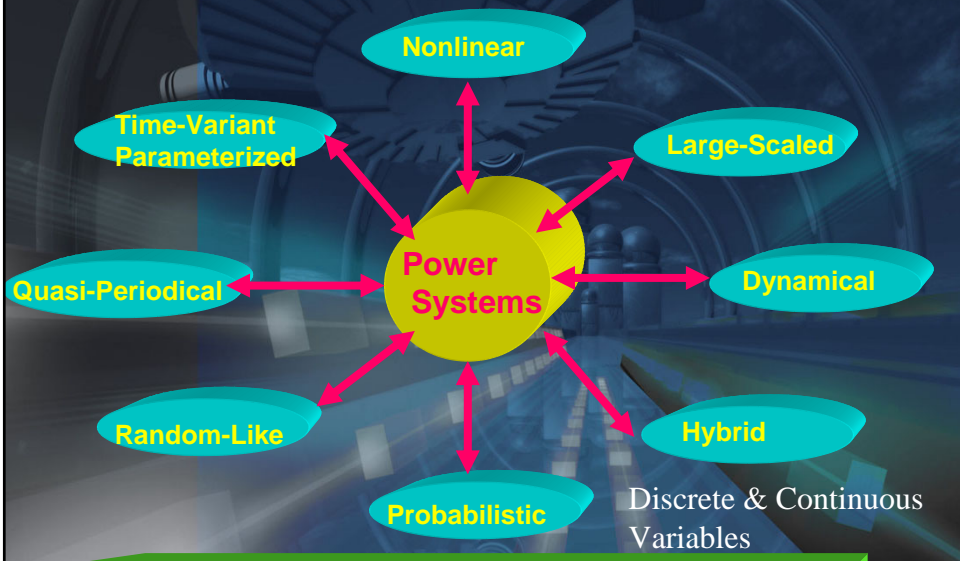 Nonlinear
Time-Variant
Parameterized
Large-Scaled
Power
Systems
Quasi-Periodical
Dynamical
Random-Like
Hybrid
Probabilistic
Discrete & Continuous
Variables